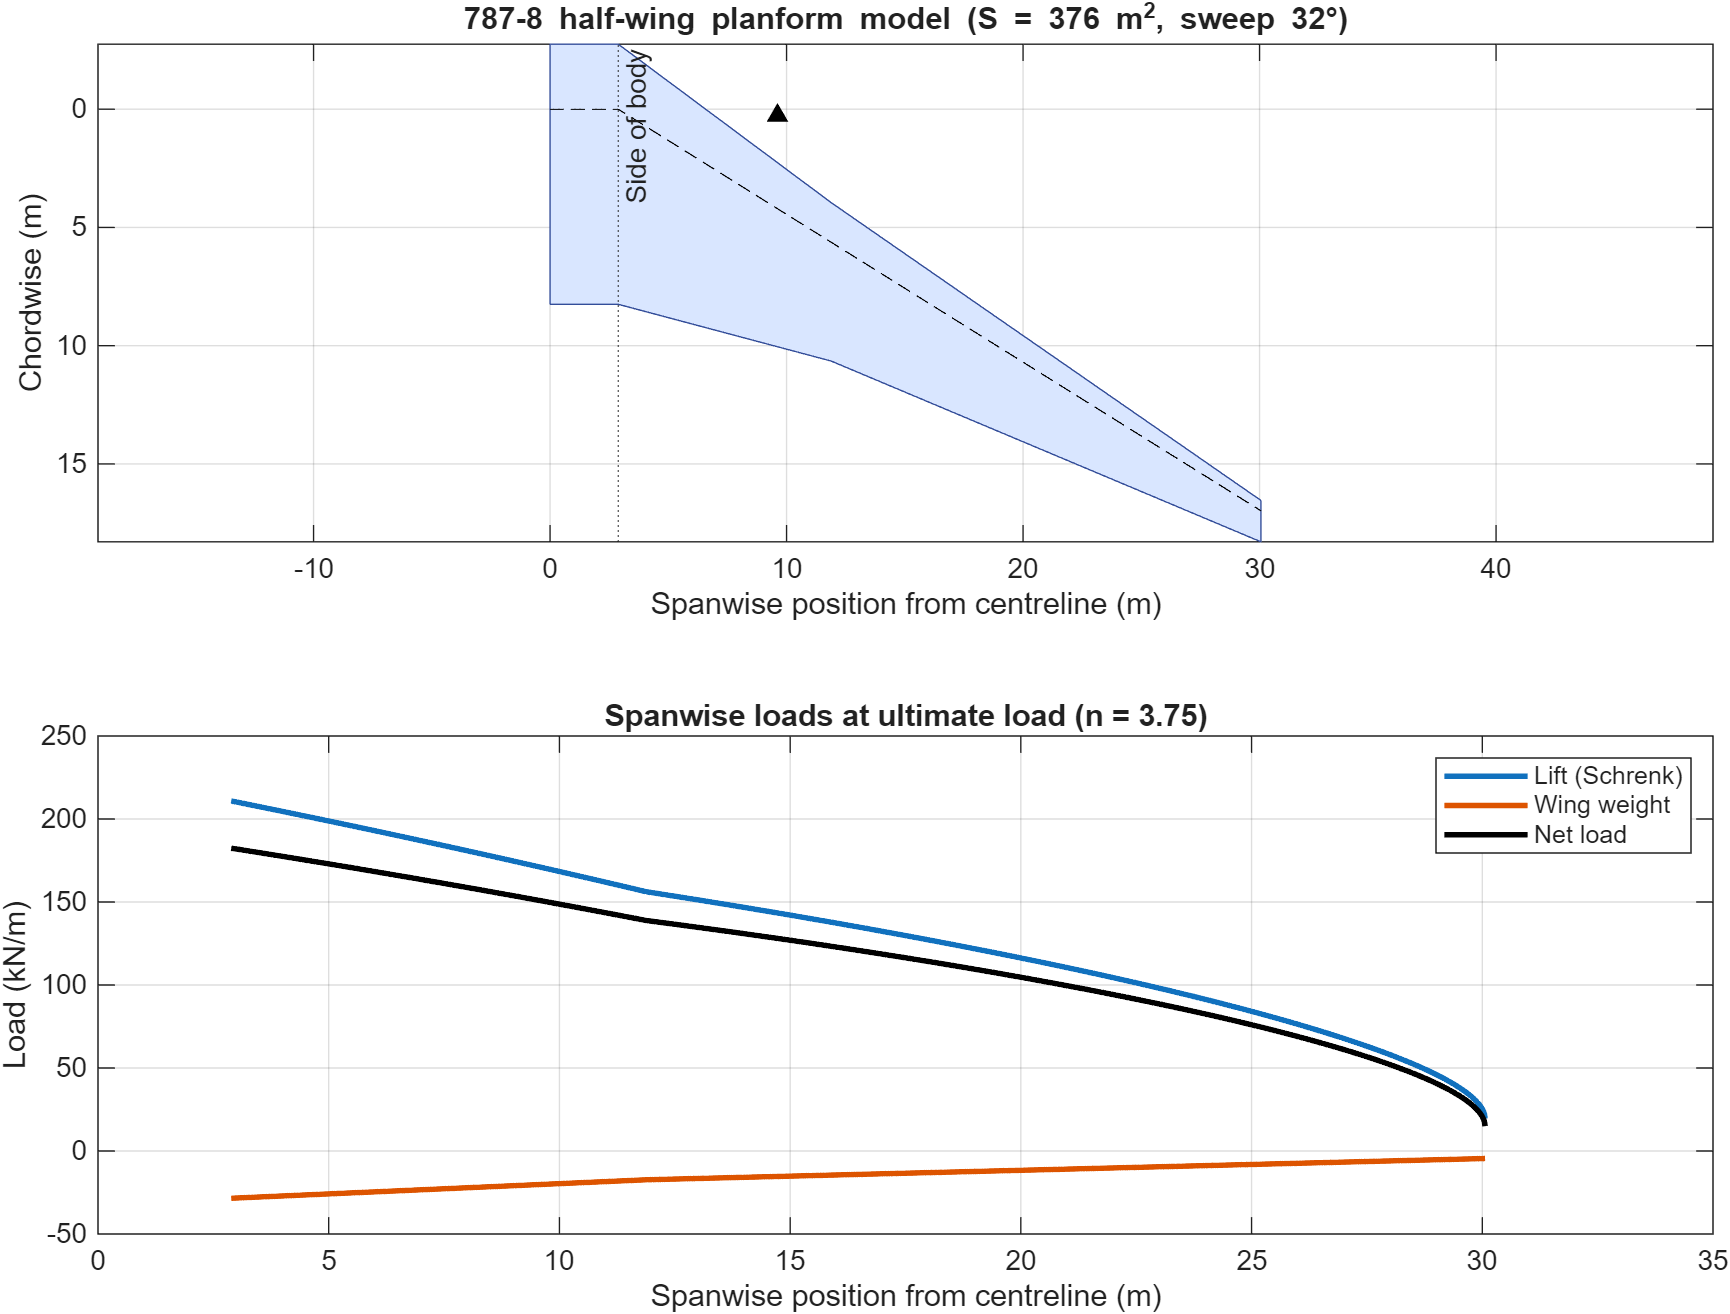 787-8 half-wing planform model (S = 376 m², sweep 32°)
Side of body
Chordwise (m)
0
5
10
15
-10
0
10
20
30
40
Spanwise position from centreline (m)
Spanwise loads at ultimate load (n = 3.75)
Load (kN/m)
250
200
150
100
50
0
-50
Lift (Schrenk)
Wing weight
Net load
0
5
10
15
20
25
30
35
Spanwise position from centreline (m)